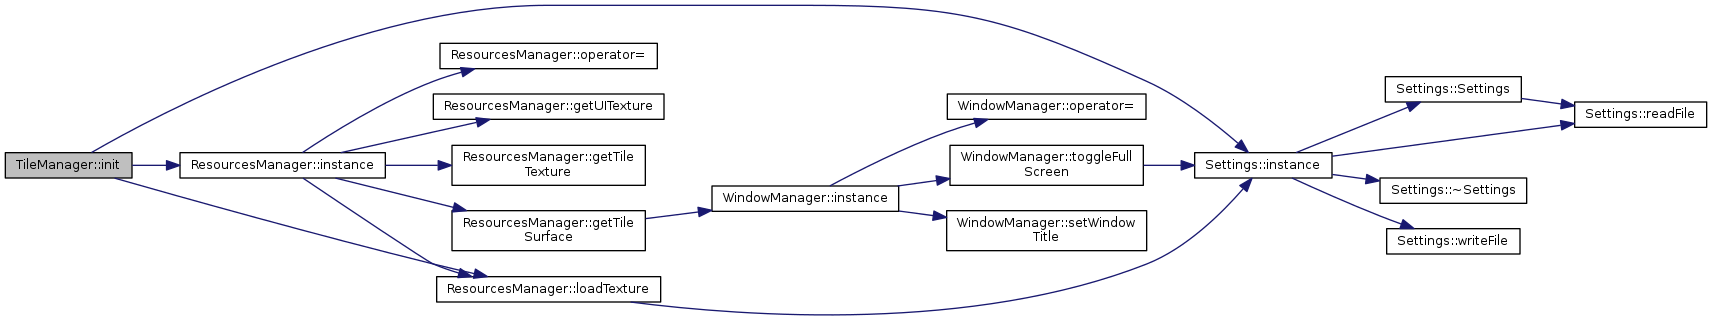 TileManager::init
ResourcesManager::instance
ResourcesManager::operator=
ResourcesManager::getUITexture
ResourcesManager::getTile
Texture
ResourcesManager::getTile
Surface
ResourcesManager::loadTexture
WindowManager::instance
WindowManager::operator=
WindowManager::toggleFull
Screen
WindowManager::setWindow
Title
Settings::instance
Settings::Settings
Settings::~Settings
Settings::writeFile
Settings::readFile